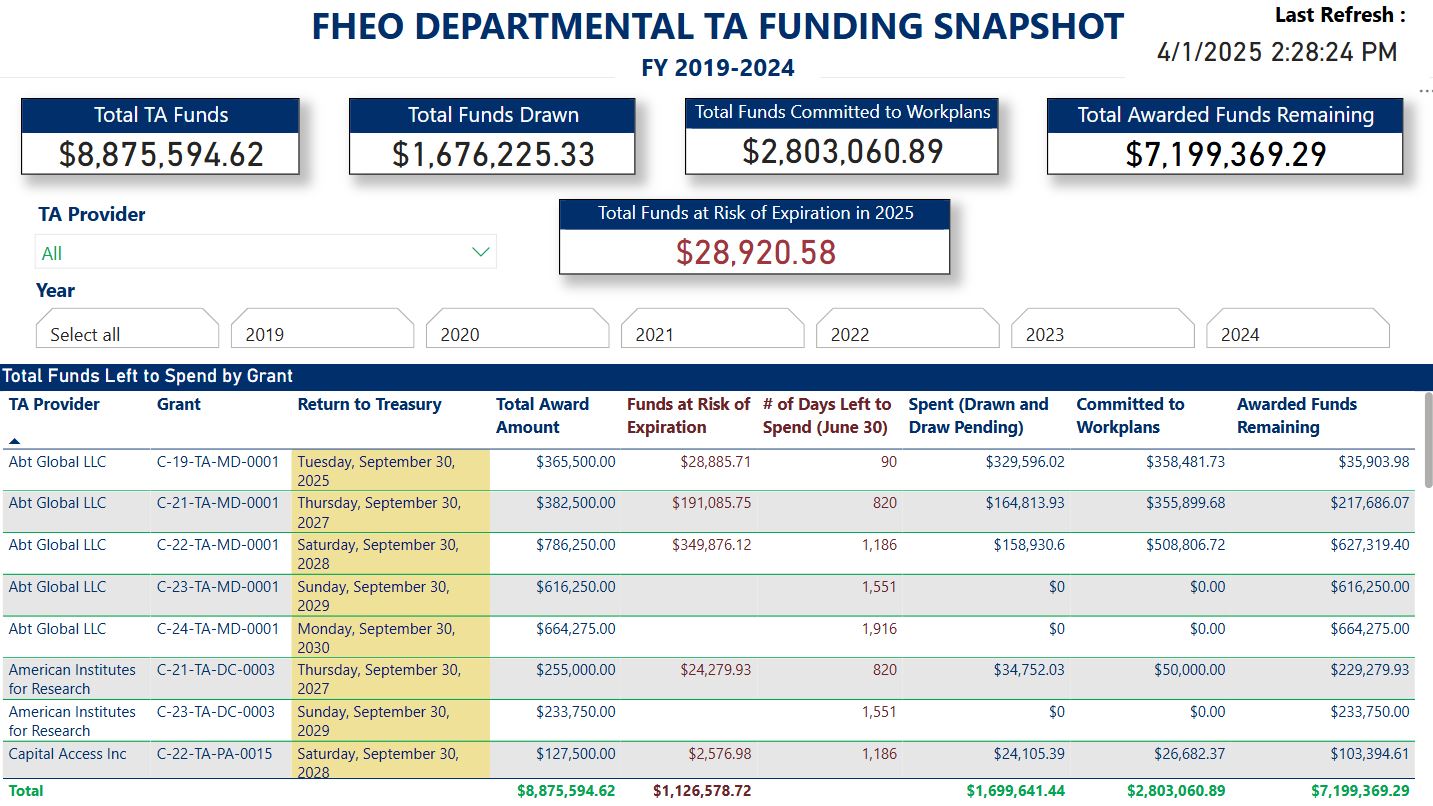 FHEO DEPARTMENTAL TA FUNDING SNAPSHOT
FY 2019-2024
Last Refresh :
4/1/2025 2:28:24 PM
Total TA Funds
$8,875,594.62
Total Funds Drawn
$1,676,225.33
Total Funds Committed to Workplans
$2,803,060.89
Total Awarded Funds Remaining
$7,199,369.29
TA Provider
All
Total Funds at Risk of Expiration in 2025
$28,920.58
Year
Select all 2019 2020 2021 2022 2023 2024
Total Funds Left to Spend by Grant
TA Provider Grant Return to Treasury Total Award Funds at Risk of # of Days Left to Spent (Drawn and Committed to Awarded Funds
Amount Expiration Spend (June 30) Draw Pending) Workplans Remaining
Abt Global LLC C-19-TA-MD-0001 Tuesday, September 30, $365,500.00 $28,885.71 90 $329,596.02 $358,481.73 $35,903.98
2025
Abt Global LLC C-21-TA-MD-0001 Thursday, September 30, $382,500.00 $191,085.75 820 $164,813.93 $355,899.68 $217,686.07
2027
Abt Global LLC C-22-TA-MD-0001 Saturday, September 30, $786,250.00 $349,876.12 1,186 $158,930.6 $508,806.72 $627,319.40
2028
Abt Global LLC C-23-TA-MD-0001 Sunday, September 30, $616,250.00 1,551 $0 $0.00 $616,250.00
2029
Abt Global LLC C-24-TA-MD-0001 Monday, September 30, $664,275.00 1,916 $0 $0.00 $664,275.00
2030
American Institutes C-21-TA-DC-0003 Thursday, September 30, $255,000.00 $24,279.93 820 $34,752.03 $50,000.00 $229,279.93
for Research 2027
American Institutes C-23-TA-DC-0003 Sunday, September 30, $233,750.00 1,551 $0 $0.00 $233,750.00
for Research 2029
Capital Access Inc C-22-TA-PA-0015 Saturday, September 30, $127,500.00 $2,576.98 1,186 $24,105.39 $26,682.37 $103,394.61
2028
Total $8,875,594.62 $1,126,578.72 $1,699,641.44 $2,803,060.89 $7,199,369.29